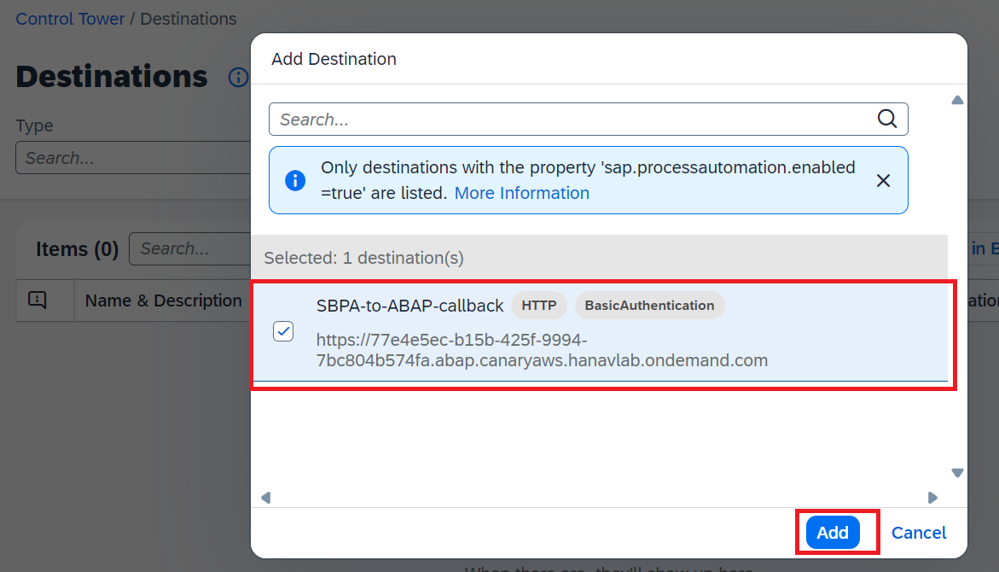 Control Tower / Destinations
Destinations
Type
Search...
Items (0)
Search...
Name & Description
Add Destination
Search...
Only destinations with the property 'sap.processautomation.enabled
=true' are listed. More Information
Selected: 1 destination(s)
SBPA-to-ABAP-callback HTTP BasicAuthentication
https://77e4e5ec-b15b-425f-9994-
7bc804b574fa.abap.canaryaws.hanavlab.ondemand.com
Add Cancel
in
When there are, they'll show up here.